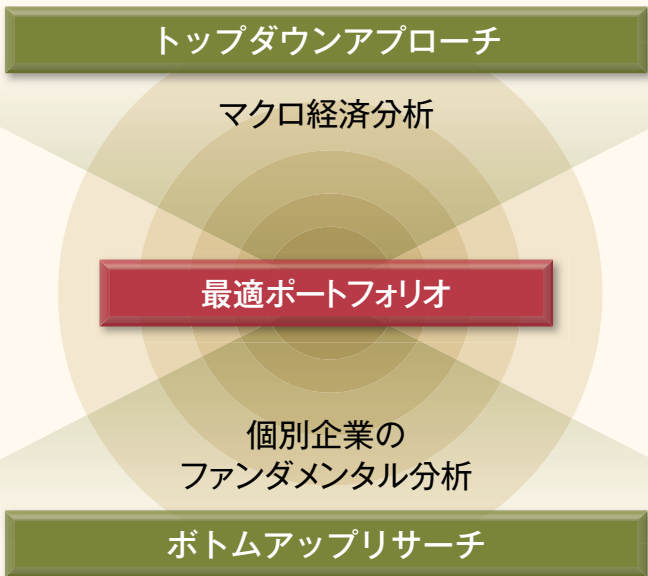 トップダウンアプローチ
マクロ経済分析
最適ポートフォリオ
個別企業の
ファンダメンタル分析
ボトムアップリサーチ